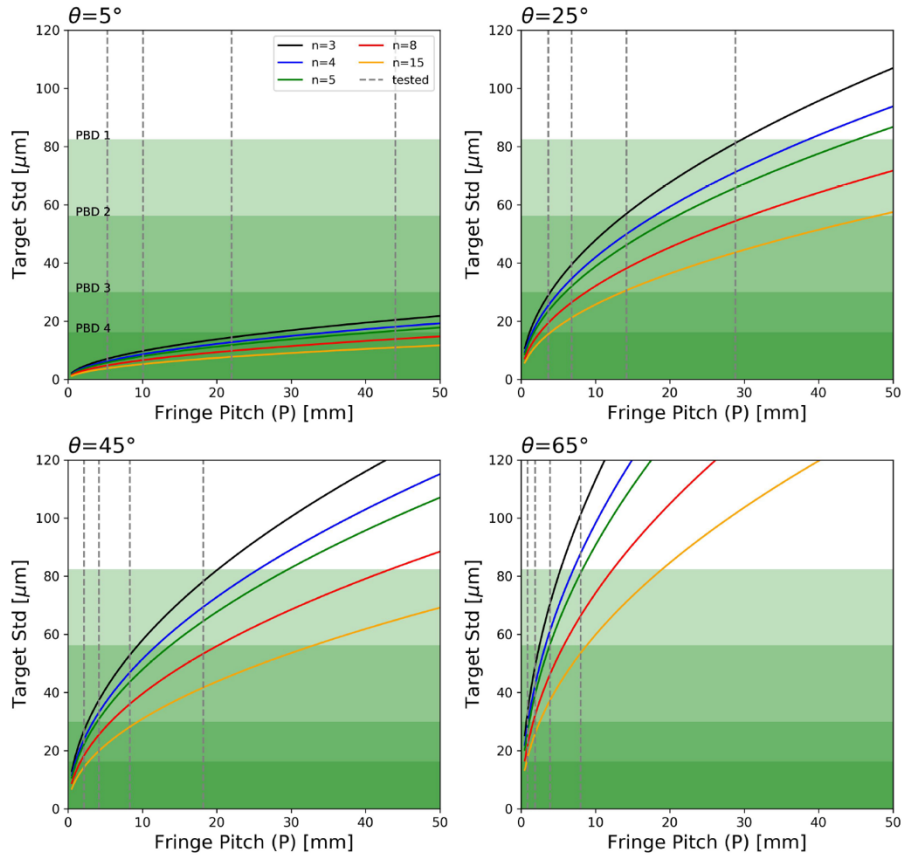 θ=5°
120
100
80
60
40
20
0
Target Std [μm]
n=3
n=4
n=5
n=8
n=15
tested
PBD 1
PBD 2
PBD 3
PBD 4
0 10 20 30 40 50
Fringe Pitch (P) [mm]
θ=25°
120
100
80
60
40
20
0
Target Std [μm]
0 10 20 30 40 50
Fringe Pitch (P) [mm]
θ=45°
120
100
80
60
40
20
0
Target Std [μm]
0 10 20 30 40 50
Fringe Pitch (P) [mm]
θ=65°
120
100
80
60
40
20
0
Target Std [μm]
0 10 20 30 40 50
Fringe Pitch (P) [mm]